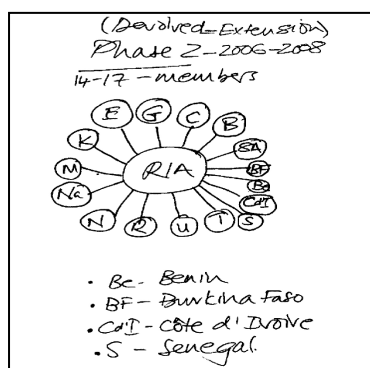 (Devolved-Extension)
Phase 2-2006-2008
14-17-members
E
G
C
B
K
SA
M
RIA
BF
Be
Na
CdI
N
R
U
T
S
• Be- Benin
• BF - Burkina Faso
• CdI - Côte d'Ivoire
• S - Senegal